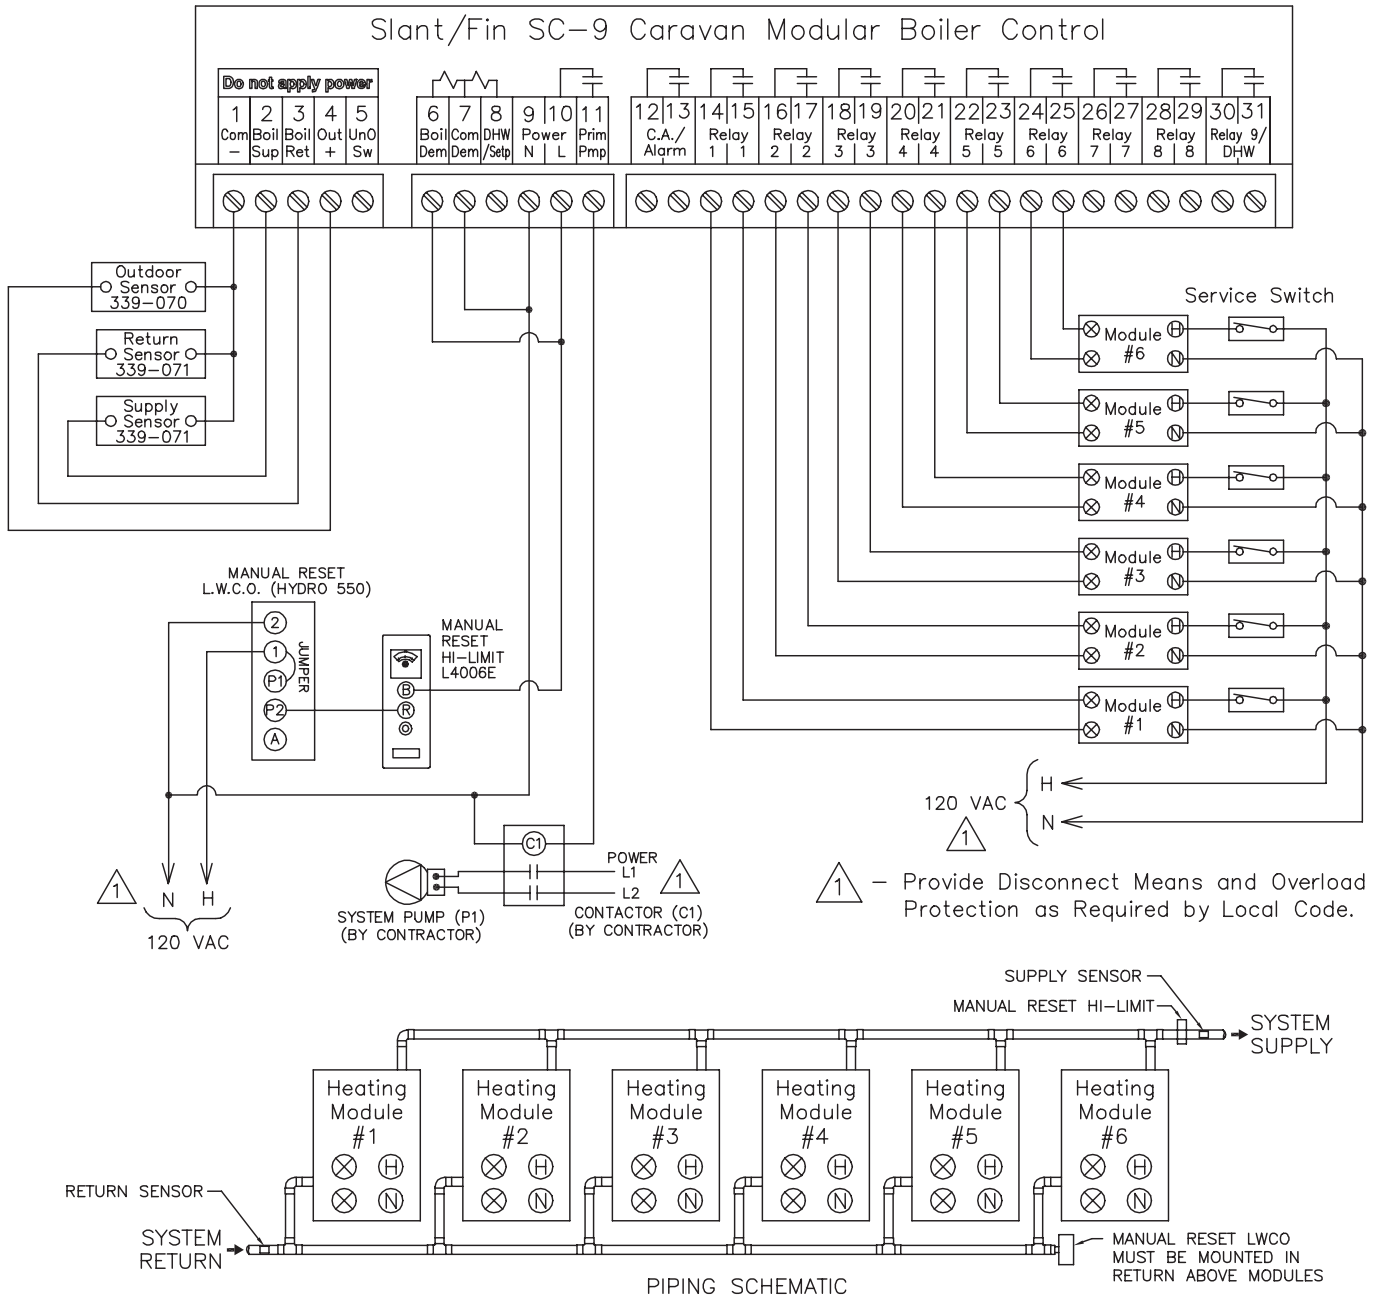 Slant/Fin SC-9 Caravan Modular Boiler Control
Do not apply power
1 2 3 4 5
Com Boil Boil Out UnO
- Sup Ret + Sw
6 7 8 9 10 11
Boil Com DHW Power Prim
Dem Dem /Setp N L Pmp
12 13 14 15 16 17 18 19 20 21 22 23 24 25 26 27 28 29 30 31
C.A./ Relay Relay Relay Relay Relay Relay Relay Relay Relay 9/
Alarm 1 1 2 2 3 3 4 4 5 5 6 6 7 7 8 8 DHW
Outdoor
Sensor
339-070
Return
Sensor
339-071
Supply
Sensor
339-071
Service Switch
Module H
#6 N
Module H
#5 N
Module H
#4 N
Module H
#3 N
Module H
#2 N
Module H
#1 N
MANUAL RESET
L.W.C.O. (HYDRO 550)
2
1
P1
P2
A
JUMPER
MANUAL
RESET
HI-LIMIT
L4006E
B
R
1
N H
120 VAC
C1
POWER
L1
L2
1
SYSTEM PUMP (P1)
(BY CONTRACTOR)
CONTACTOR (C1)
(BY CONTRACTOR)
H
120 VAC
N
1
1 - Provide Disconnect Means and Overload
Protection as Required by Local Code.
SUPPLY SENSOR
MANUAL RESET HI-LIMIT
SYSTEM
SUPPLY
Heating
Module
#1
H
N
Heating
Module
#2
H
N
Heating
Module
#3
H
N
Heating
Module
#4
H
N
Heating
Module
#5
H
N
Heating
Module
#6
H
N
RETURN SENSOR
SYSTEM
RETURN
MANUAL RESET LWCO
MUST BE MOUNTED IN
RETURN ABOVE MODULES
PIPING SCHEMATIC